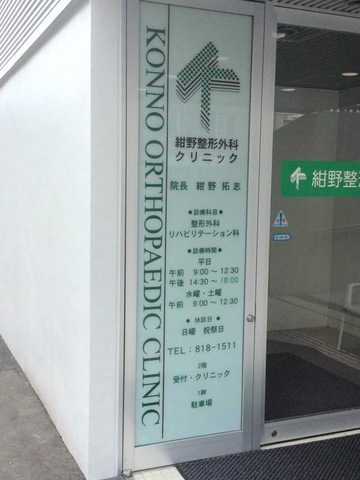 KONNO ORTHOPAEDIC CLINIC
紺野整形外科
クリニック
院長 紺野 拓志
●診療科目●
整形外科
リハビリテーション科
●診療時間●
平日
午前 9:00～12:30
午後 14:30～18:00
水曜・土曜
午前 9:00～12:30
● 休診日 ●
日曜 祝祭日
TEL:818-1511
2階
受付・クリニック
1階
駐車場
紺野整形